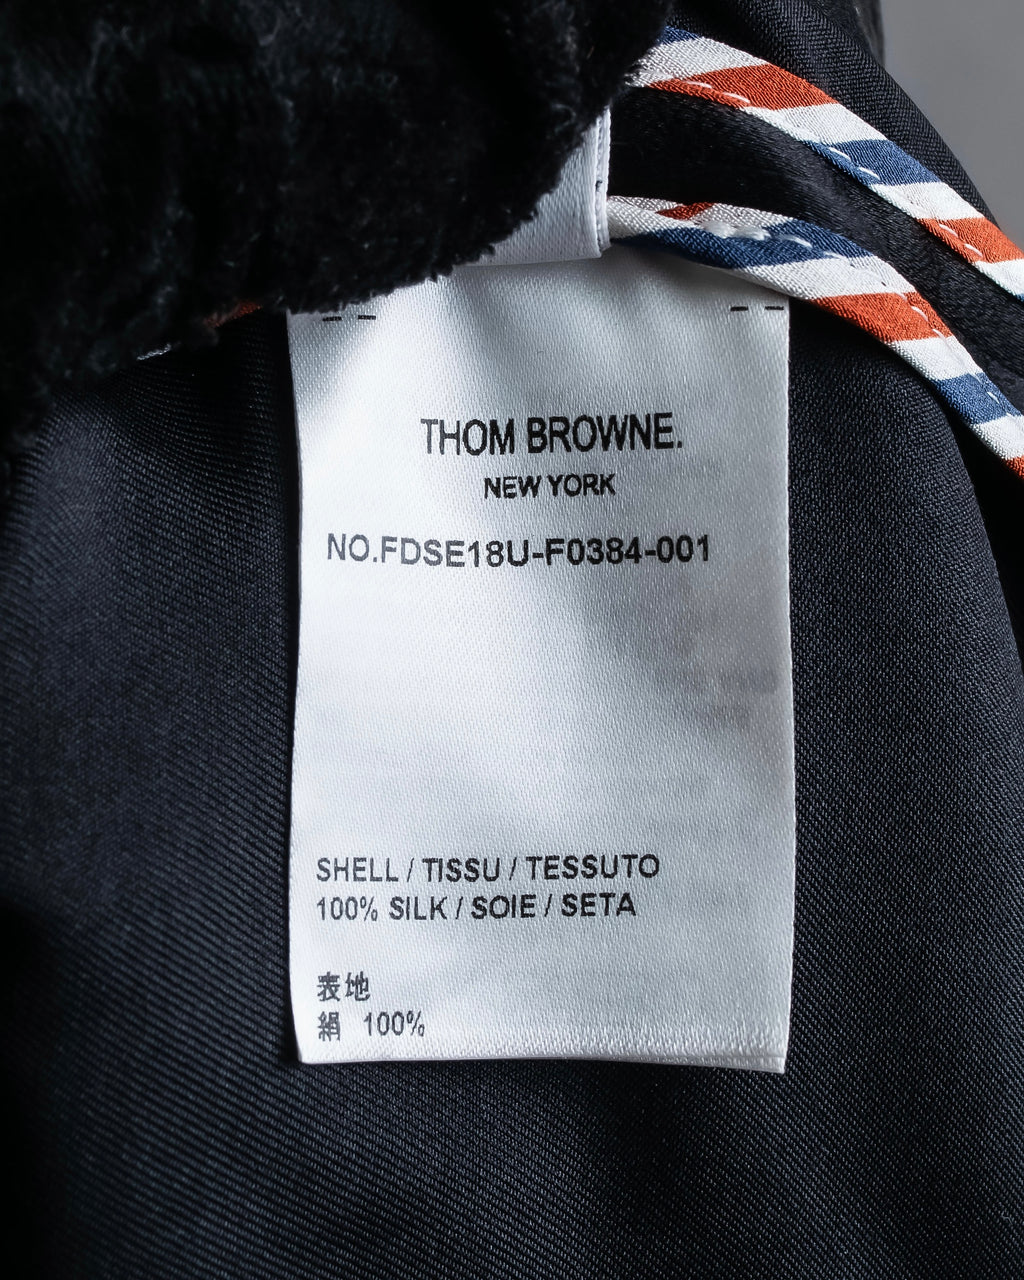 THOM BROWNE.
NEW YORK
NO.FDSE18U-F0384-001
SHELL / TISSU / TESSUTO
100% SILK / SOIE / SETA
表地
絹 100%